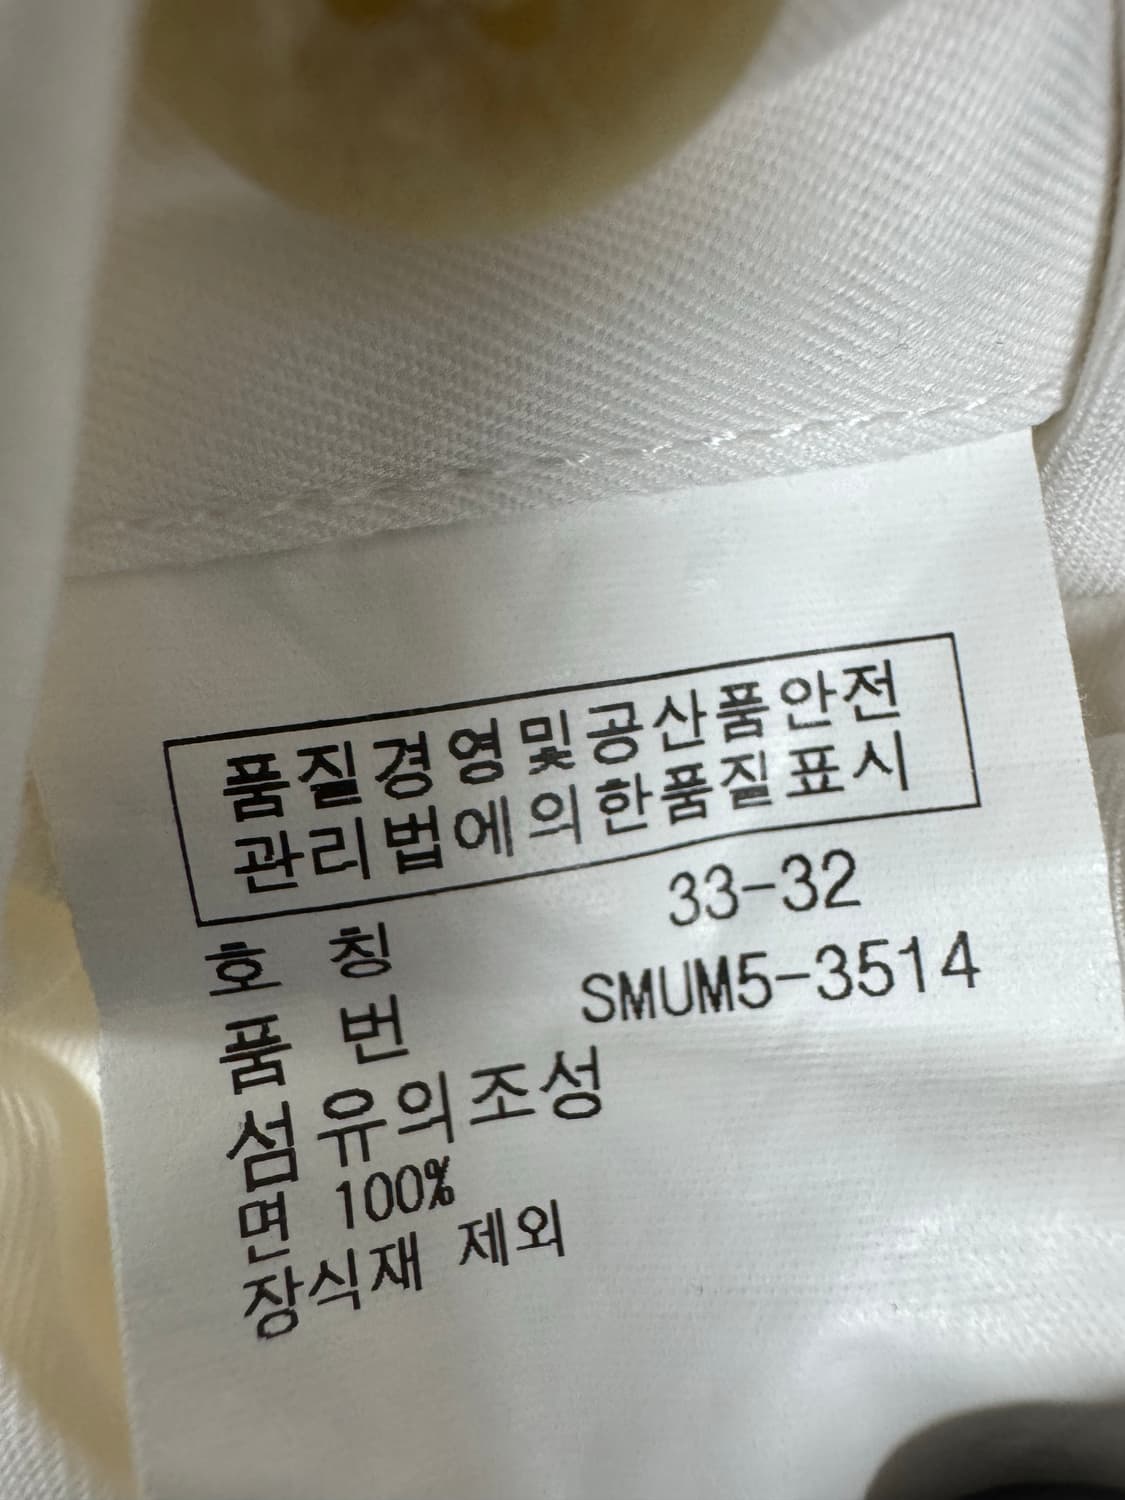 품질경영및공산품안전
관리법에의한품질표시
호 칭 33-32
품 번 SMUM5-3514
섬유의조성
면 100%
장식재 제외